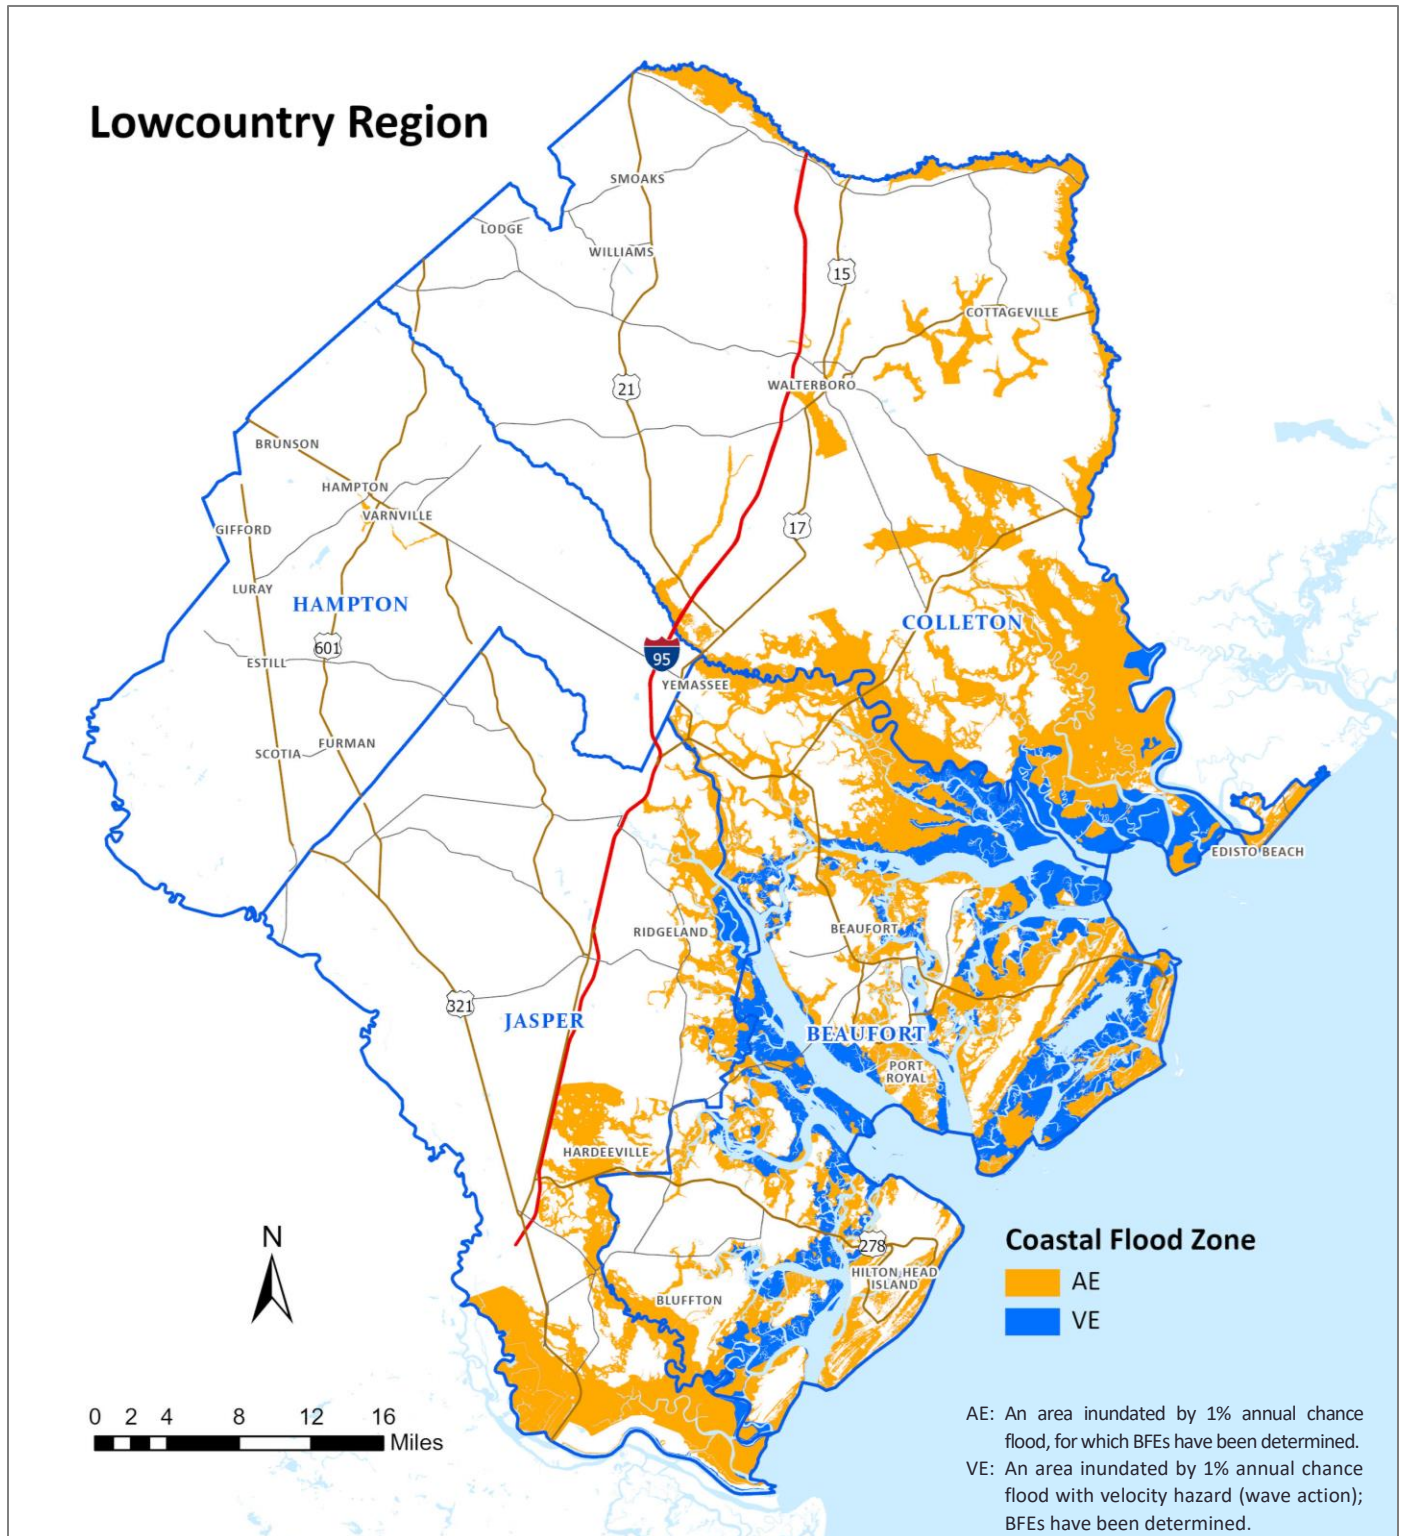 Lowcountry Region
SMOAKS
LODGE
WILLIAMS
15
COTTAGEVILLE
21
WALTERBORO
BRUNSON
HAMPTON
VARNVILLE
GIFFORD
17
LURAY
HAMPTON
COLLETON
601
95
ESTILL
YEMASSEE
FURMAN
SCOTIA
EDISTO BEACH
RIDGELAND
BEAUFORT
321
JASPER
BEAUFORT
PORT
ROYAL
HARDEEVILLE
N
278
HILTON HEAD
ISLAND
BLUFFTON
Coastal Flood Zone
AE
VE
0 2 4 8 12 16
Miles
AE: An area inundated by 1% annual chance
flood, for which BFEs have been determined.
VE: An area inundated by 1% annual chance
flood with velocity hazard (wave action);
BFEs have been determined.